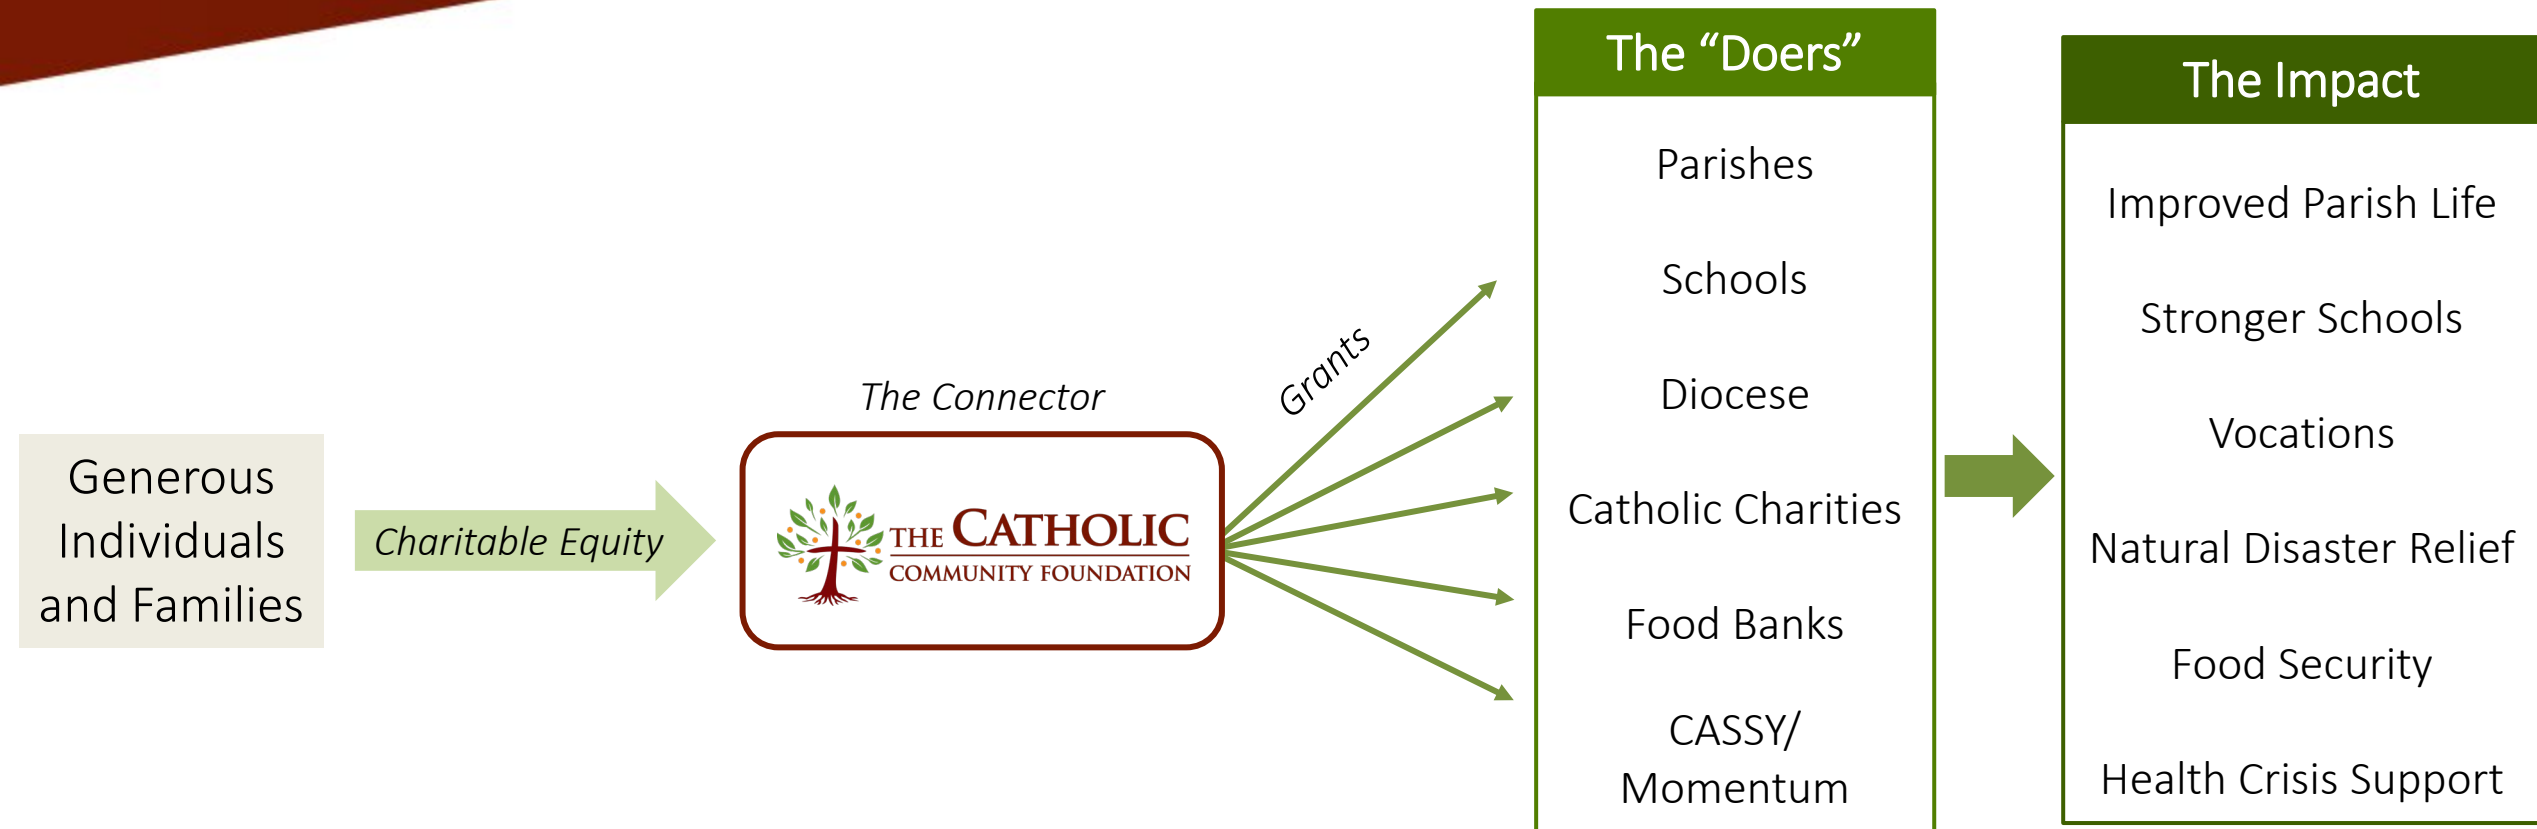 Generous
Individuals
and Families
Charitable Equity
The Connector
THE CATHOLIC
COMMUNITY FOUNDATION
Grants
The “Doers”
Parishes
Schools
Diocese
Catholic Charities
Food Banks
CASSY/
Momentum
The Impact
Improved Parish Life
Stronger Schools
Vocations
Natural Disaster Relief
Food Security
Health Crisis Support